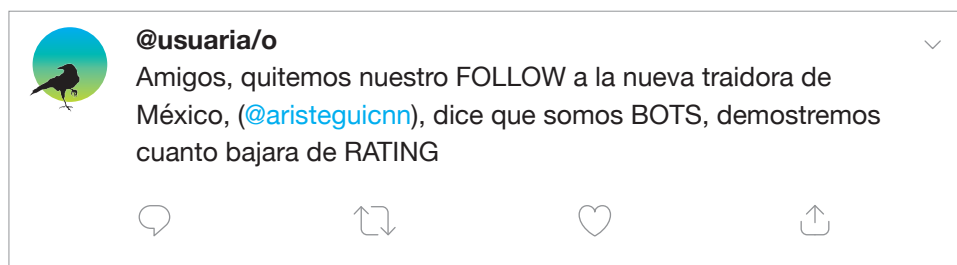 @usuaria/o
Amigos, quitemos nuestro FOLLOW a la nueva traidora de
México, (@aristeguicnn), dice que somos BOTS, demostremos
cuanto bajara de RATING